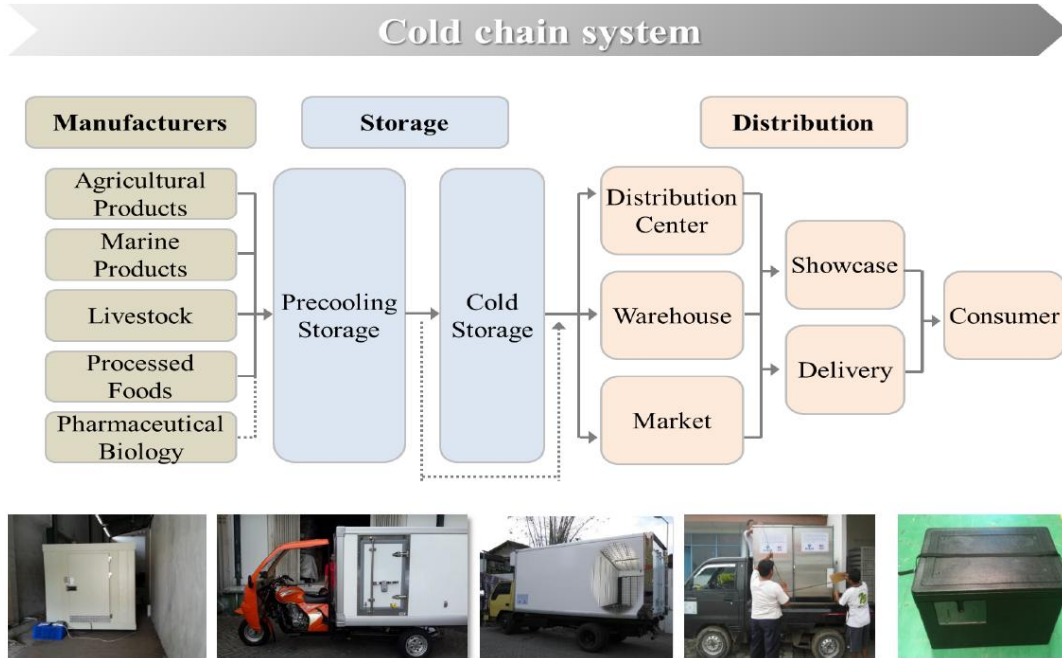 Cold chain system
Manufacturers
Storage
Distribution
Agricultural
Products
Marine
Products
Livestock
Processed
Foods
Pharmaceutical
Biology
Precooling
Storage
Cold
Storage
Distribution
Center
Warehouse
Market
Showcase
Delivery
Consumer